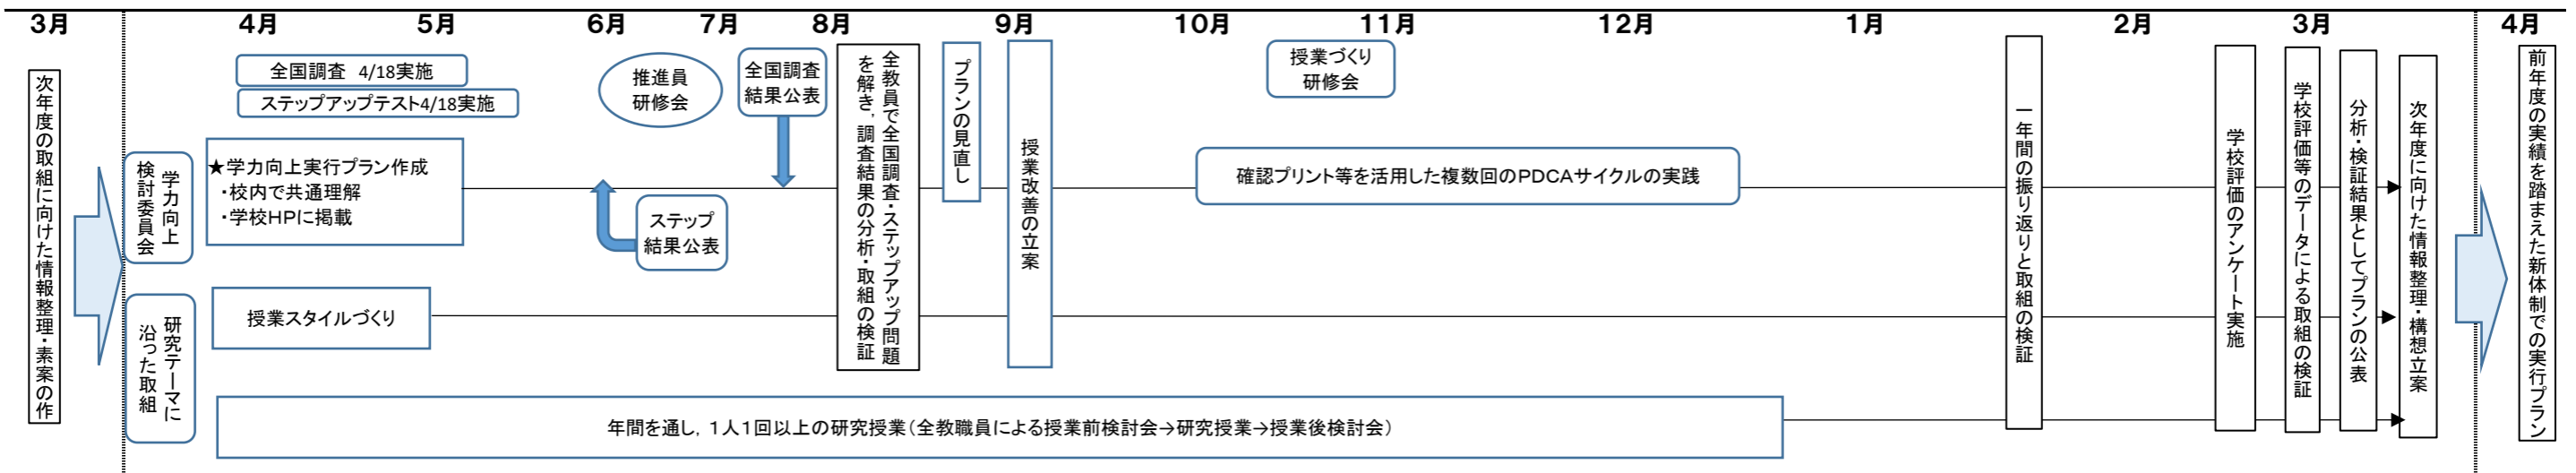 3月
4月
5月
6月
7月
8月
9月
10月
11月
12月
1月
2月
3月
4月
次年度の取組に向けた情報整理・素案の作
学力向上
検討委員会
研究テーマに
沿った取組
全国調査 4/18実施
ステップアップテスト4/18実施
★学力向上実行プラン作成
・校内で共通理解
・学校HPに掲載
授業スタイルづくり
推進員
研修会
ステップ
結果公表
全国調査
結果公表
全教員で全国調査・ステップアップ問題
を解き，調査結果の分析・取組の検証
プランの見直し
授業改善の立案
授業づくり
研修会
確認プリント等を活用した複数回のPDCAサイクルの実践
年間を通し，1人1回以上の研究授業（全教職員による授業前検討会→研究授業→授業後検討会）
一年間の振り返りと取組の検証
学校評価のアンケート実施
学校評価等のデータによる取組の検証
分析・検証結果としてプランの公表
次年度に向けた情報整理・構想立案
前年度の実績を踏まえた新体制での実行プラン